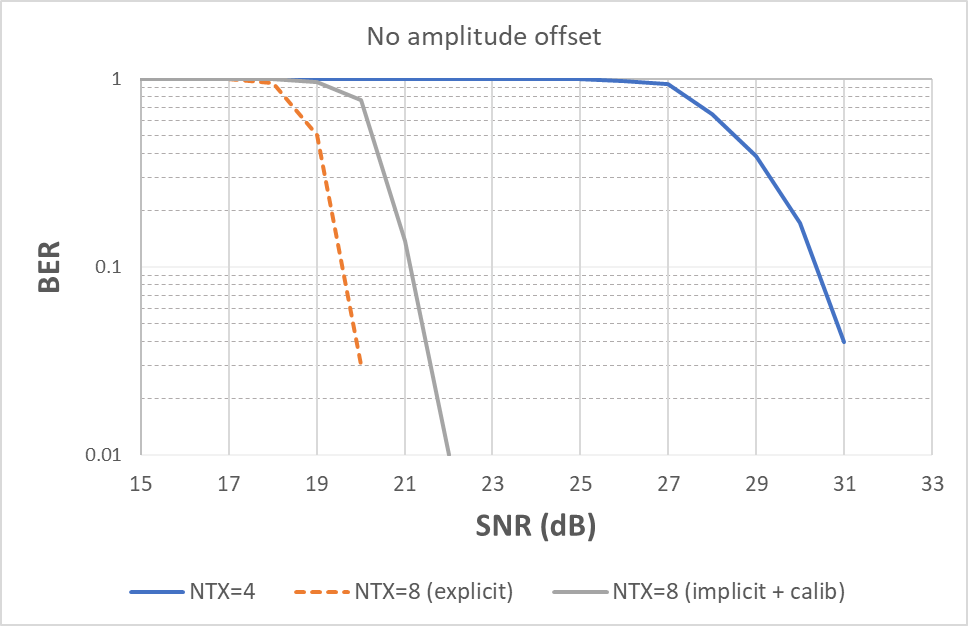 No amplitude offset
1
0.1
0.01
BER
15 17 19 21 23 25 27 29 31 33
SNR (dB)
NTX=4 NTX=8 (explicit) NTX=8 (implicit + calib)